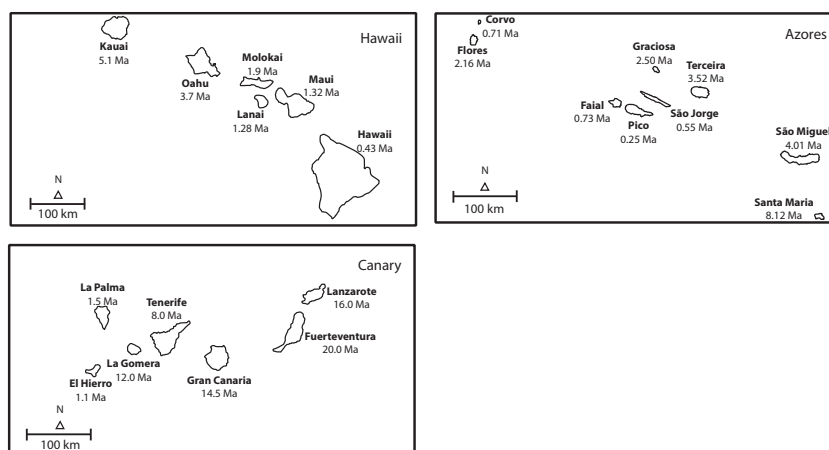 Hawaii
Kauai
5.1 Ma
Oahu
3.7 Ma
Molokai
1.9 Ma
Lanai
1.28 Ma
Maui
1.32 Ma
Hawaii
0.43 Ma
N
100 km
Azores
Corvo
0.71 Ma
Flores
2.16 Ma
Graciosa
2.50 Ma
Terceira
3.52 Ma
Faial
0.73 Ma
Pico
0.25 Ma
São Jorge
0.55 Ma
São Miguel
4.01 Ma
Santa Maria
8.12 Ma
N
100 km
Canary
La Palma
1.5 Ma
Tenerife
8.0 Ma
Lanzarote
16.0 Ma
Fuerteventura
20.0 Ma
La Gomera
12.0 Ma
El Hierro
1.1 Ma
Gran Canaria
14.5 Ma
N
100 km